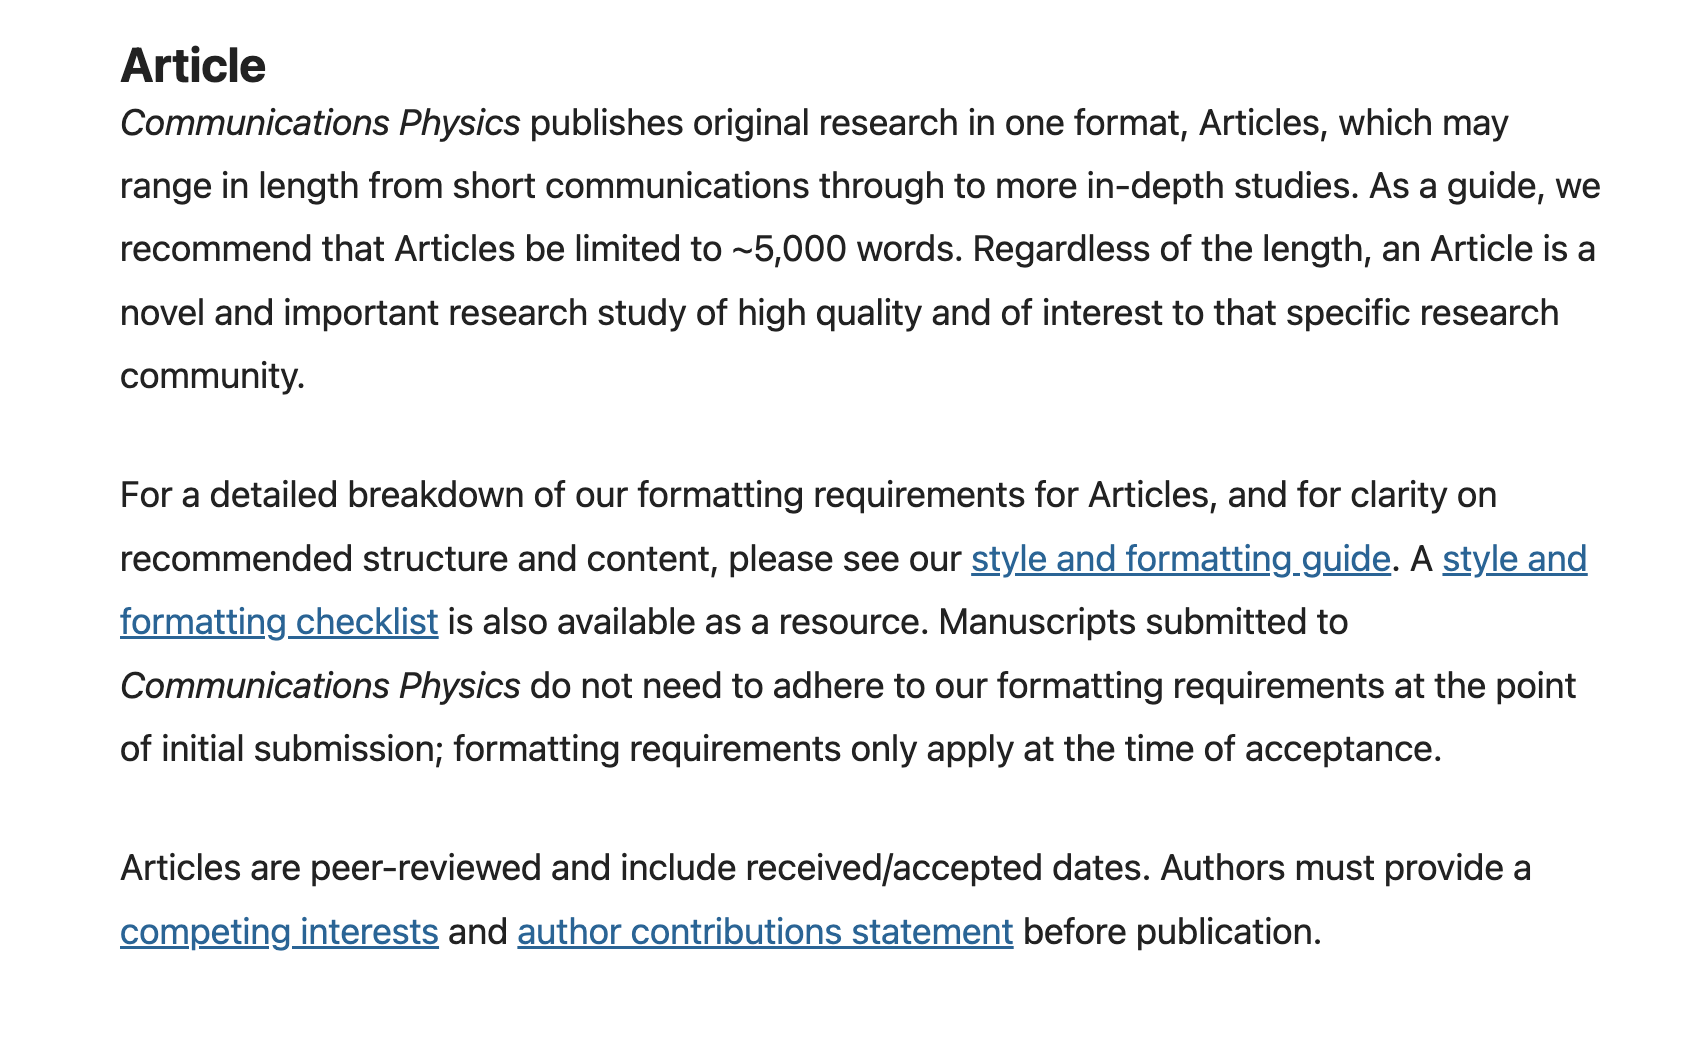 Article
Communications Physics publishes original research in one format, Articles, which may
range in length from short communications through to more in-depth studies. As a guide, we
recommend that Articles be limited to ~5,000 words. Regardless of the length, an Article is a
novel and important research study of high quality and of interest to that specific research
community.
For a detailed breakdown of our formatting requirements for Articles, and for clarity on
recommended structure and content, please see our style and formatting guide. A style and
formatting checklist is also available as a resource. Manuscripts submitted to
Communications Physics do not need to adhere to our formatting requirements at the point
of initial submission; formatting requirements only apply at the time of acceptance.
Articles are peer-reviewed and include received/accepted dates. Authors must provide a
competing interests and author contributions statement before publication.